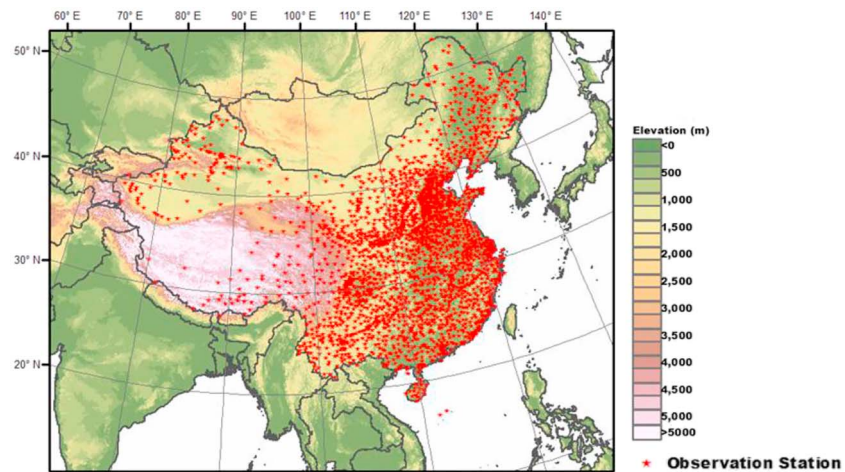 60° E 70° E 80° E 90° E 100° E 110° E 120° E 130° E 140° E
50° N
40° N
30° N
20° N
Elevation (m)
<0
500
1,000
1,500
2,000
2,500
3,000
3,500
4,000
4,500
5,000
>5000
Observation Station